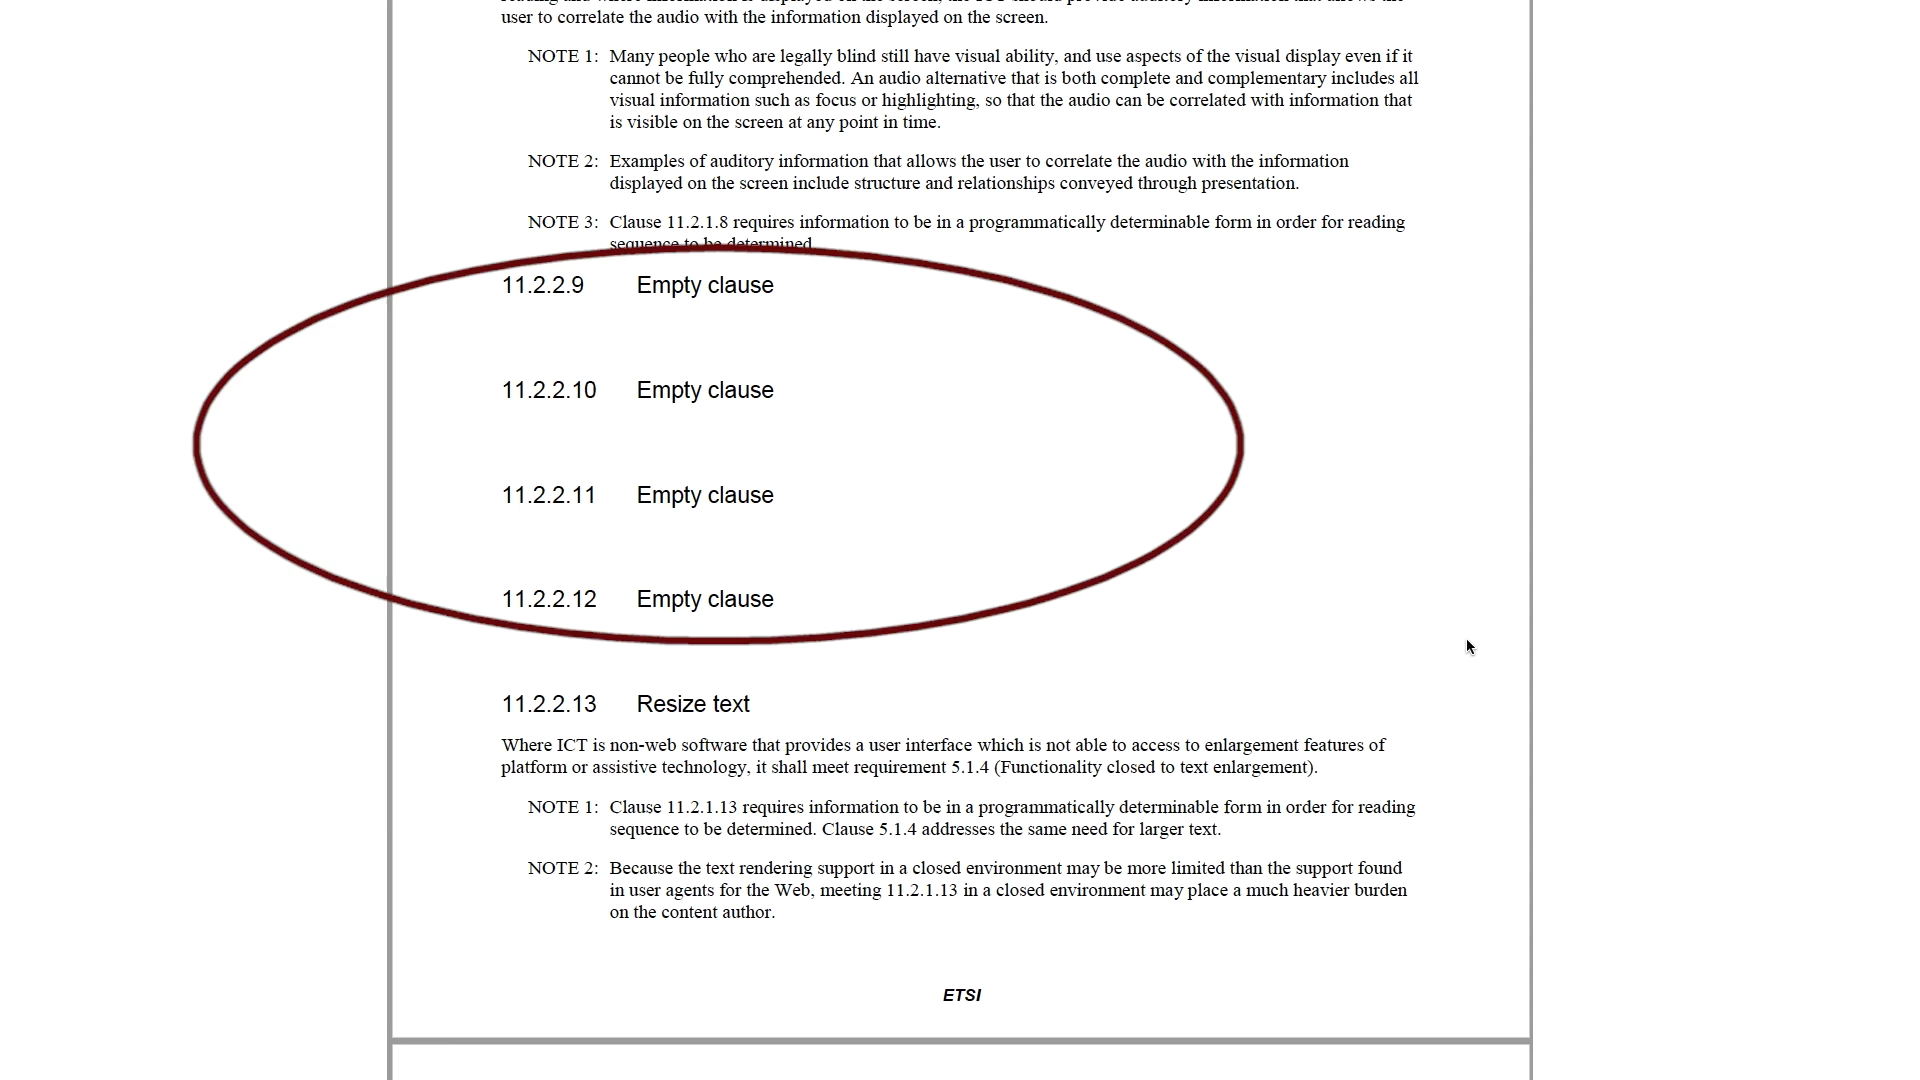 user to correlate the audio with the information displayed on the screen.
NOTE 1: Many people who are legally blind still have visual ability, and use aspects of the visual display even if it
cannot be fully comprehended. An audio alternative that is both complete and complementary includes all
visual information such as focus or highlighting, so that the audio can be correlated with information that
is visible on the screen at any point in time.
NOTE 2: Examples of auditory information that allows the user to correlate the audio with the information
displayed on the screen include structure and relationships conveyed through presentation.
NOTE 3: Clause 11.2.1.8 requires information to be in a programmatically determinable form in order for reading
sequence to be determined.
11.2.2.9 Empty clause
11.2.2.10 Empty clause
11.2.2.11 Empty clause
11.2.2.12 Empty clause
11.2.2.13 Resize text
Where ICT is non-web software that provides a user interface which is not able to access to enlargement features of
platform or assistive technology, it shall meet requirement 5.1.4 (Functionality closed to text enlargement).
NOTE 1: Clause 11.2.1.13 requires information to be in a programmatically determinable form in order for reading
sequence to be determined. Clause 5.1.4 addresses the same need for larger text.
NOTE 2: Because the text rendering support in a closed environment may be more limited than the support found
in user agents for the Web, meeting 11.2.1.13 in a closed environment may place a much heavier burden
on the content author.
ETSI